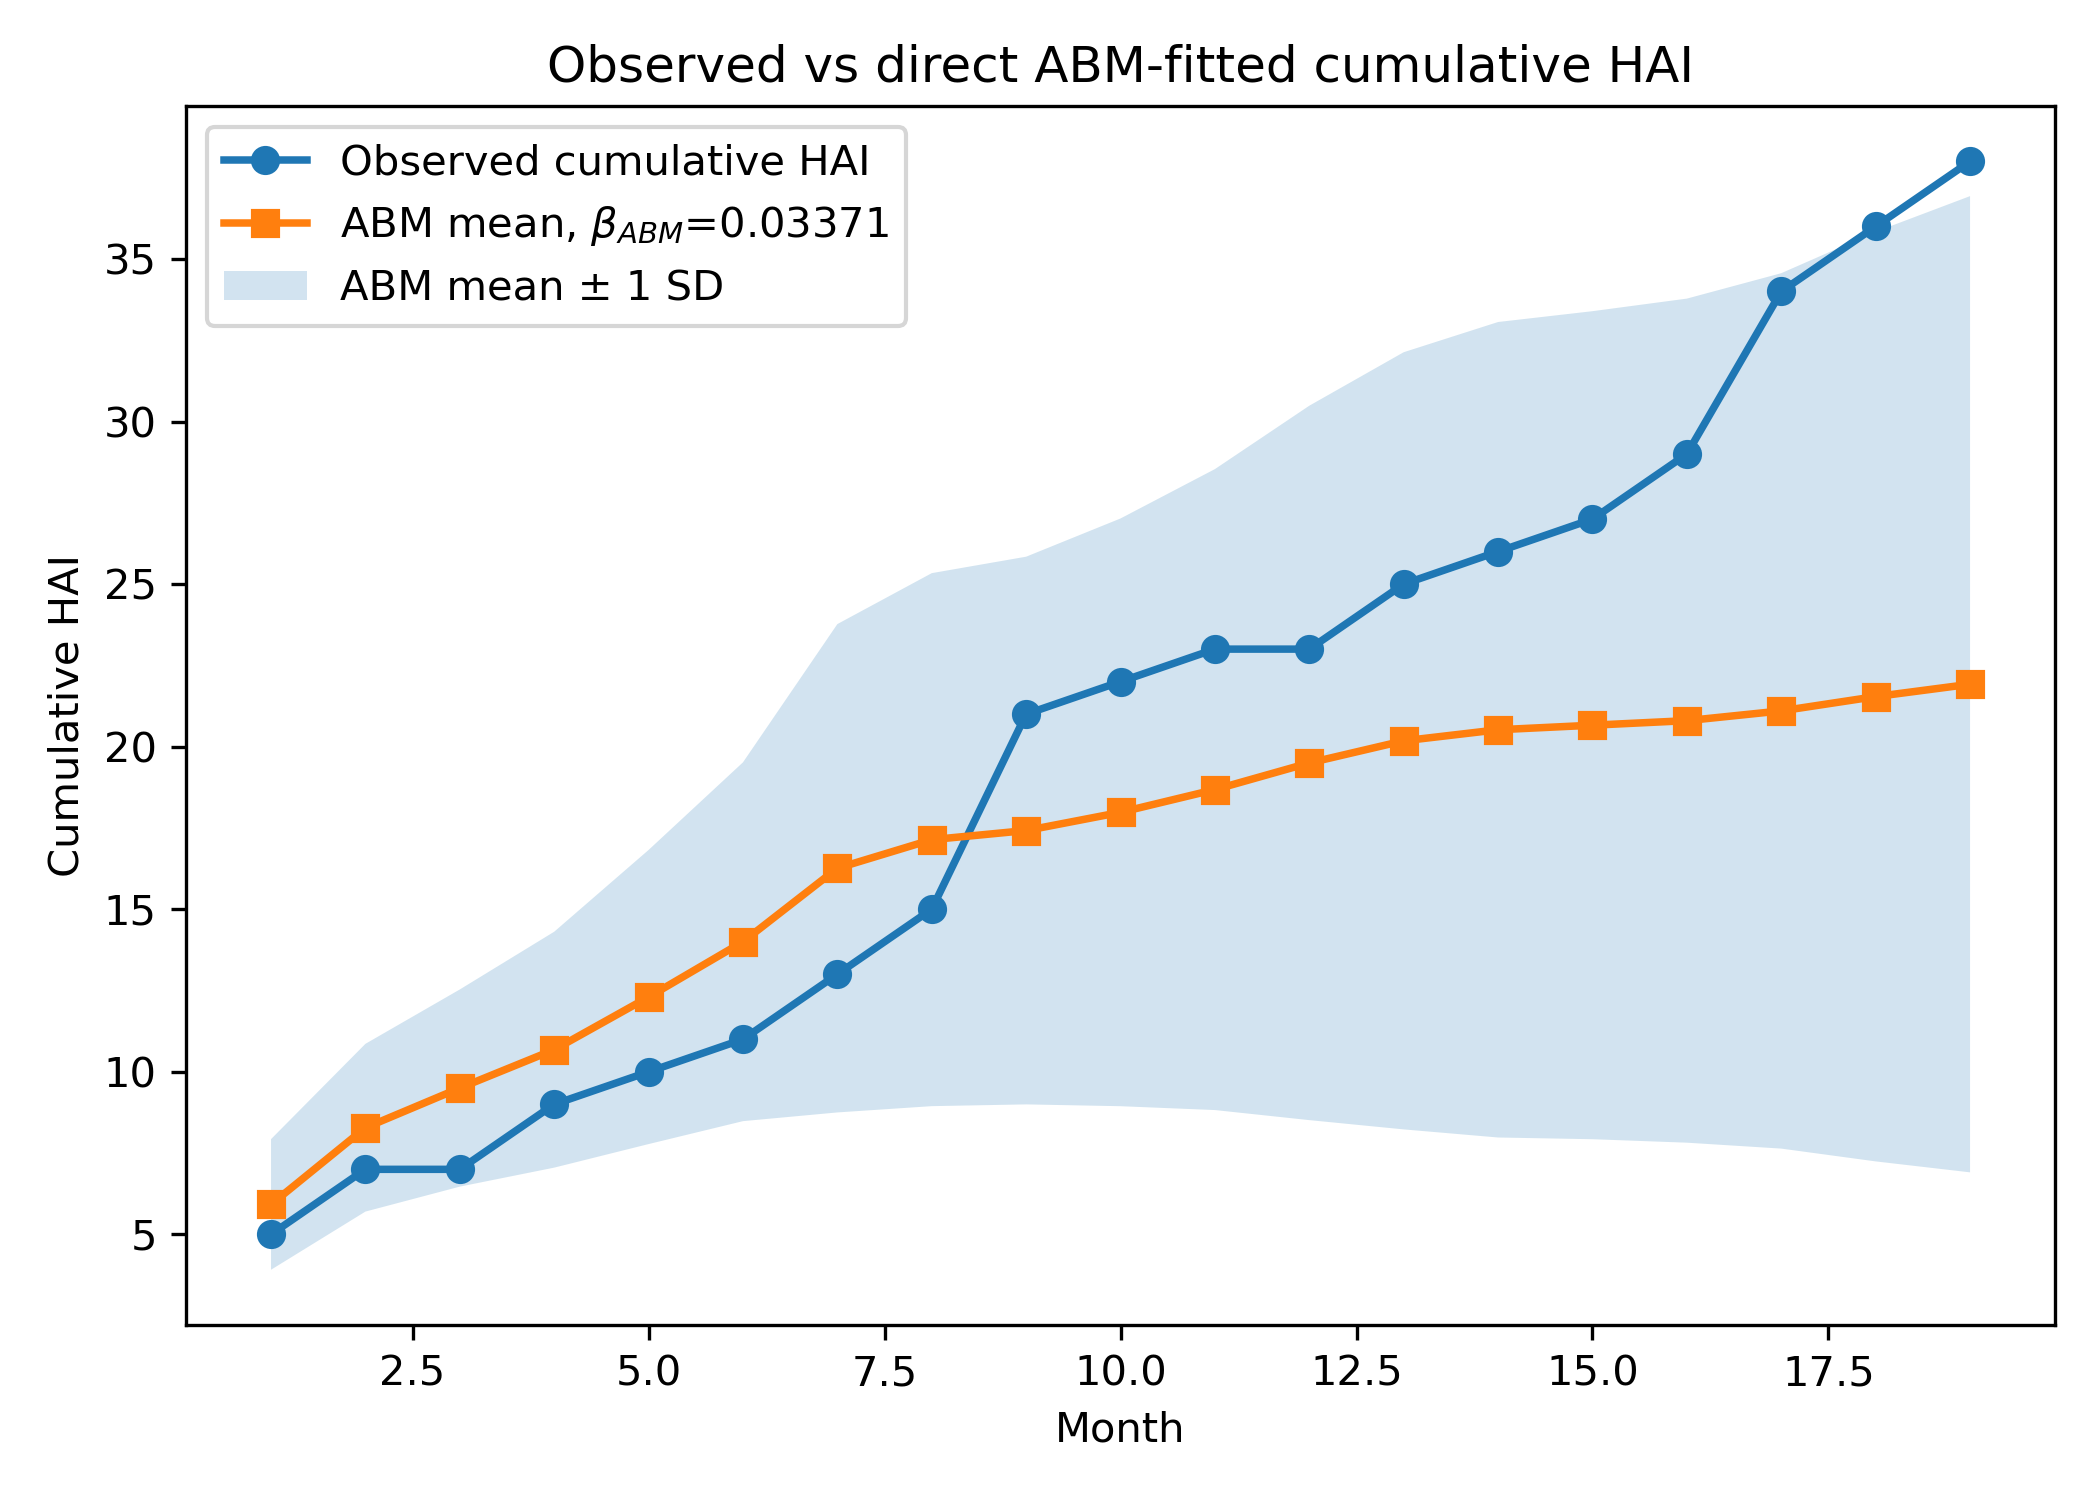 Observed vs direct ABM-fitted cumulative HAI
Observed cumulative HAI
ABM mean, β_ABM=0.03371
ABM mean ± 1 SD
Cumulative HAI
35
30
25
20
15
10
5
2.5 5.0 7.5 10.0 12.5 15.0 17.5
Month